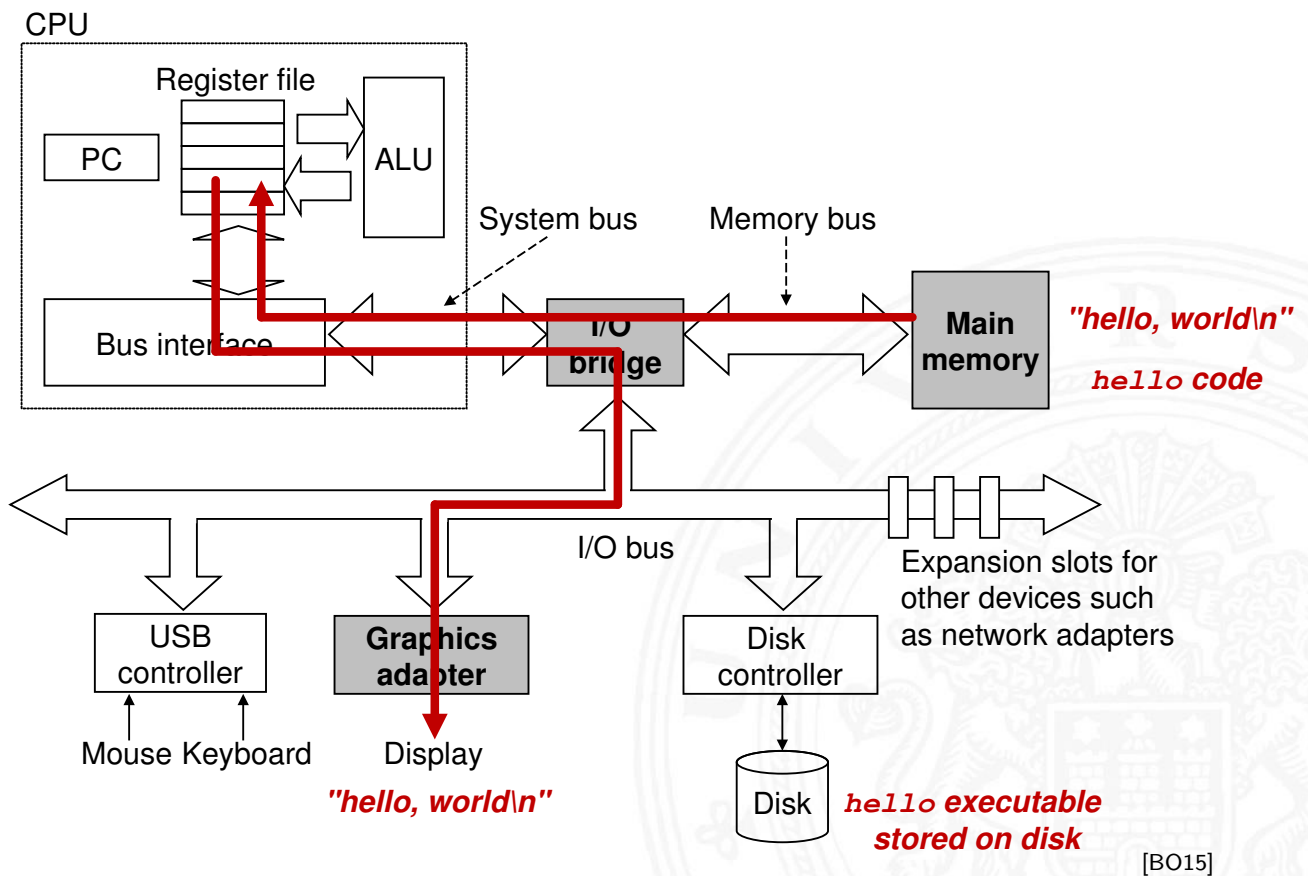 CPU
Register file
PC
ALU
System bus
Memory bus
Bus interface
I/O
bridge
Main
memory
"hello, world\n"
hello code
I/O bus
Expansion slots for
other devices such
as network adapters
USB
controller
Graphics
adapter
Disk
controller
Mouse Keyboard
Display
"hello, world\n"
Disk
hello executable
stored on disk
[BO15]